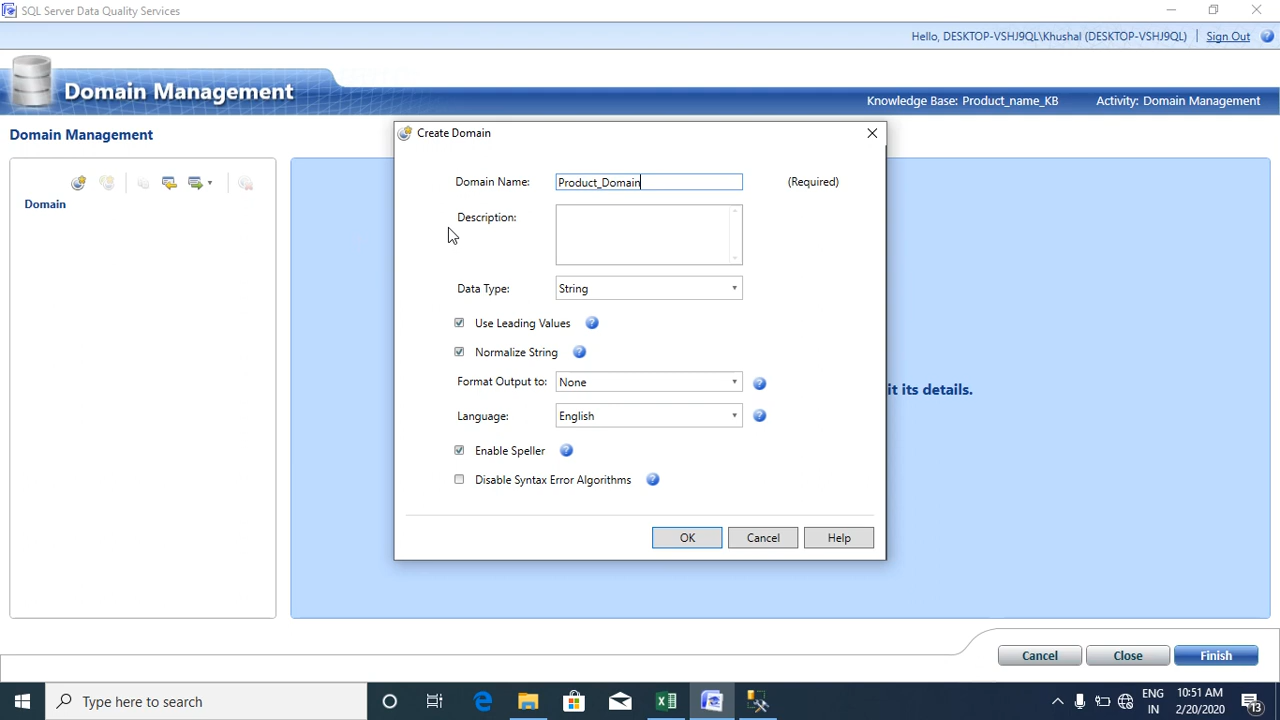 SQL Server Data Quality Services
Hello, DESKTOP-VSHJ9QL\Khushal (DESKTOP-VSHJ9QL) Sign Out ?
Domain Management
Knowledge Base: Product_name_KB Activity: Domain Management
Domain Management
Domain
Create Domain
Domain Name: Product_Domain (Required)
Description:
Data Type: String
Use Leading Values ?
Normalize String ?
Format Output to: None ?
Language: English ?
Enable Speller ?
Disable Syntax Error Algorithms ?
OK Cancel Help
it its details.
Cancel Close Finish
Type here to search
ENG
IN
10:51 AM
2/20/2020
13